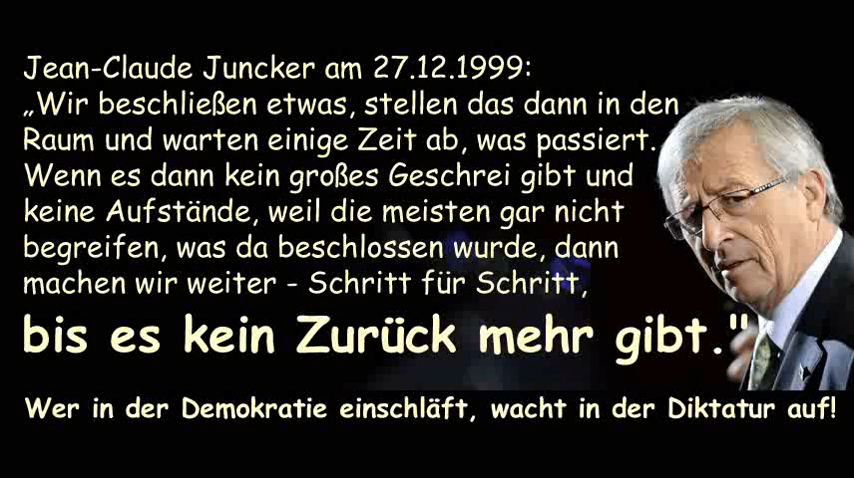 Jean-Claude Juncker am 27.12.1999:
„Wir beschließen etwas, stellen das dann in den
Raum und warten einige Zeit ab, was passiert.
Wenn es dann kein großes Geschrei gibt und
keine Aufstände, weil die meisten gar nicht
begreifen, was da beschlossen wurde, dann
machen wir weiter - Schritt für Schritt,
bis es kein Zurück mehr gibt."
Wer in der Demokratie einschläft, wacht in der Diktatur auf!